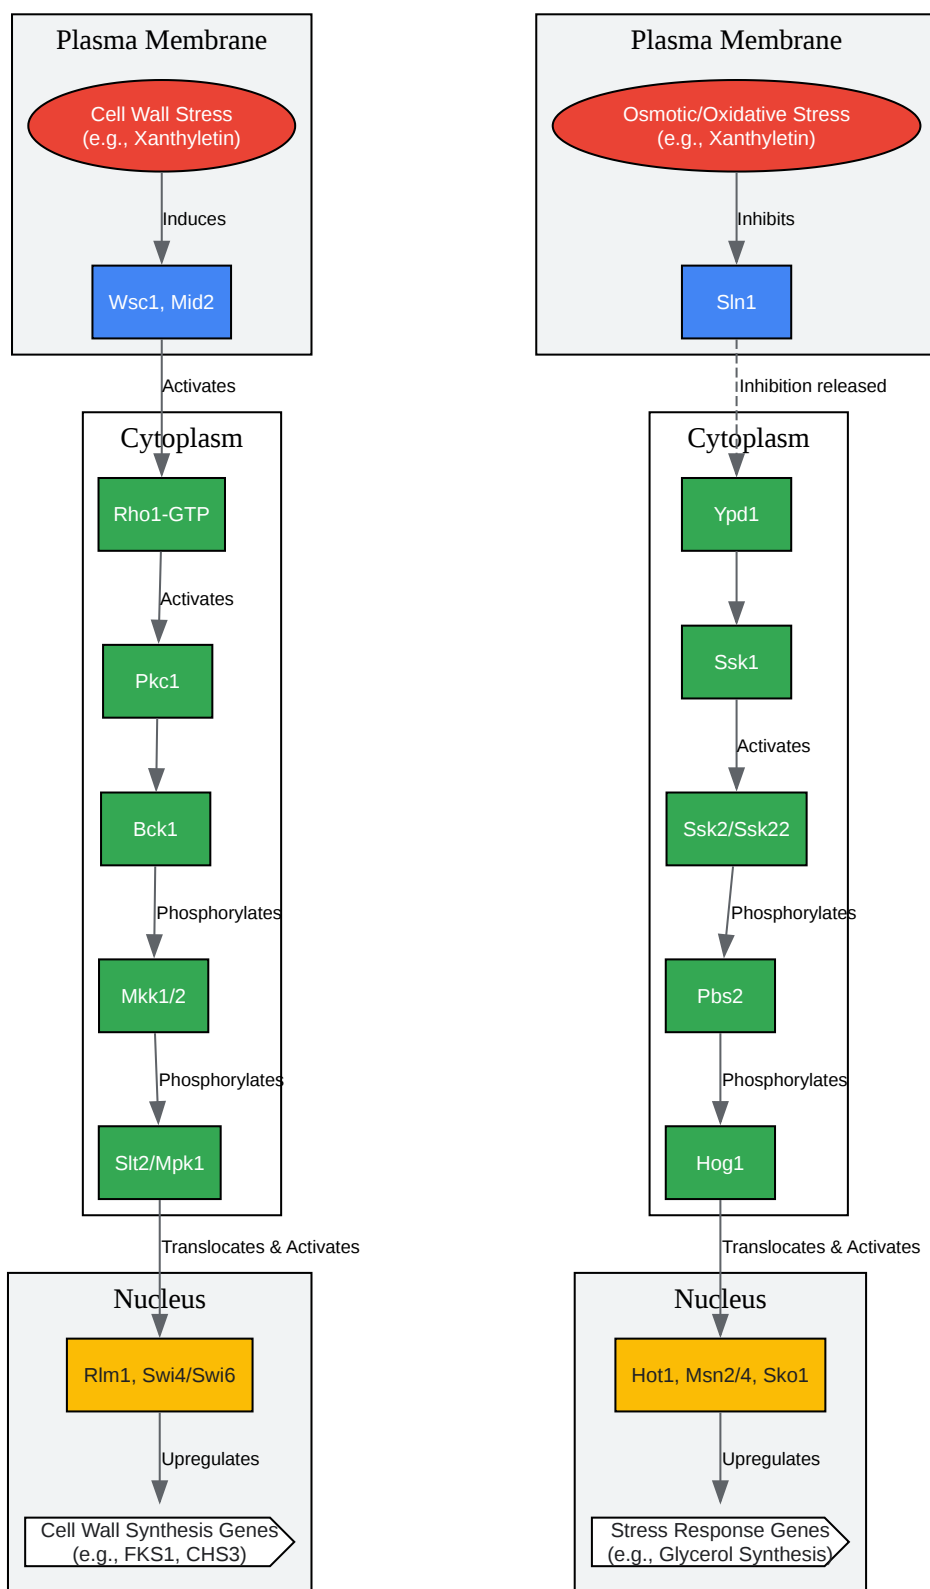 Plasma Membrane
Cell Wall Stress
(e.g., Xanthyletin)
Induces
Wsc1, Mid2
Activates
Cytoplasm
Rho1-GTP
Activates
Pkc1
Bck1
Phosphorylates
Mkk1/2
Phosphorylates
Slt2/Mpk1
Translocates & Activates
Nucleus
Rlm1, Swi4/Swi6
Upregulates
Cell Wall Synthesis Genes
(e.g., FKS1, CHS3)
Plasma Membrane
Osmotic/Oxidative Stress
(e.g., Xanthyletin)
Inhibits
Sln1
Inhibition released
Cytoplasm
Ypd1
Ssk1
Activates
Ssk2/Ssk22
Phosphorylates
Pbs2
Phosphorylates
Hog1
Translocates & Activates
Nucleus
Hot1, Msn2/4, Sko1
Upregulates
Stress Response Genes
(e.g., Glycerol Synthesis)